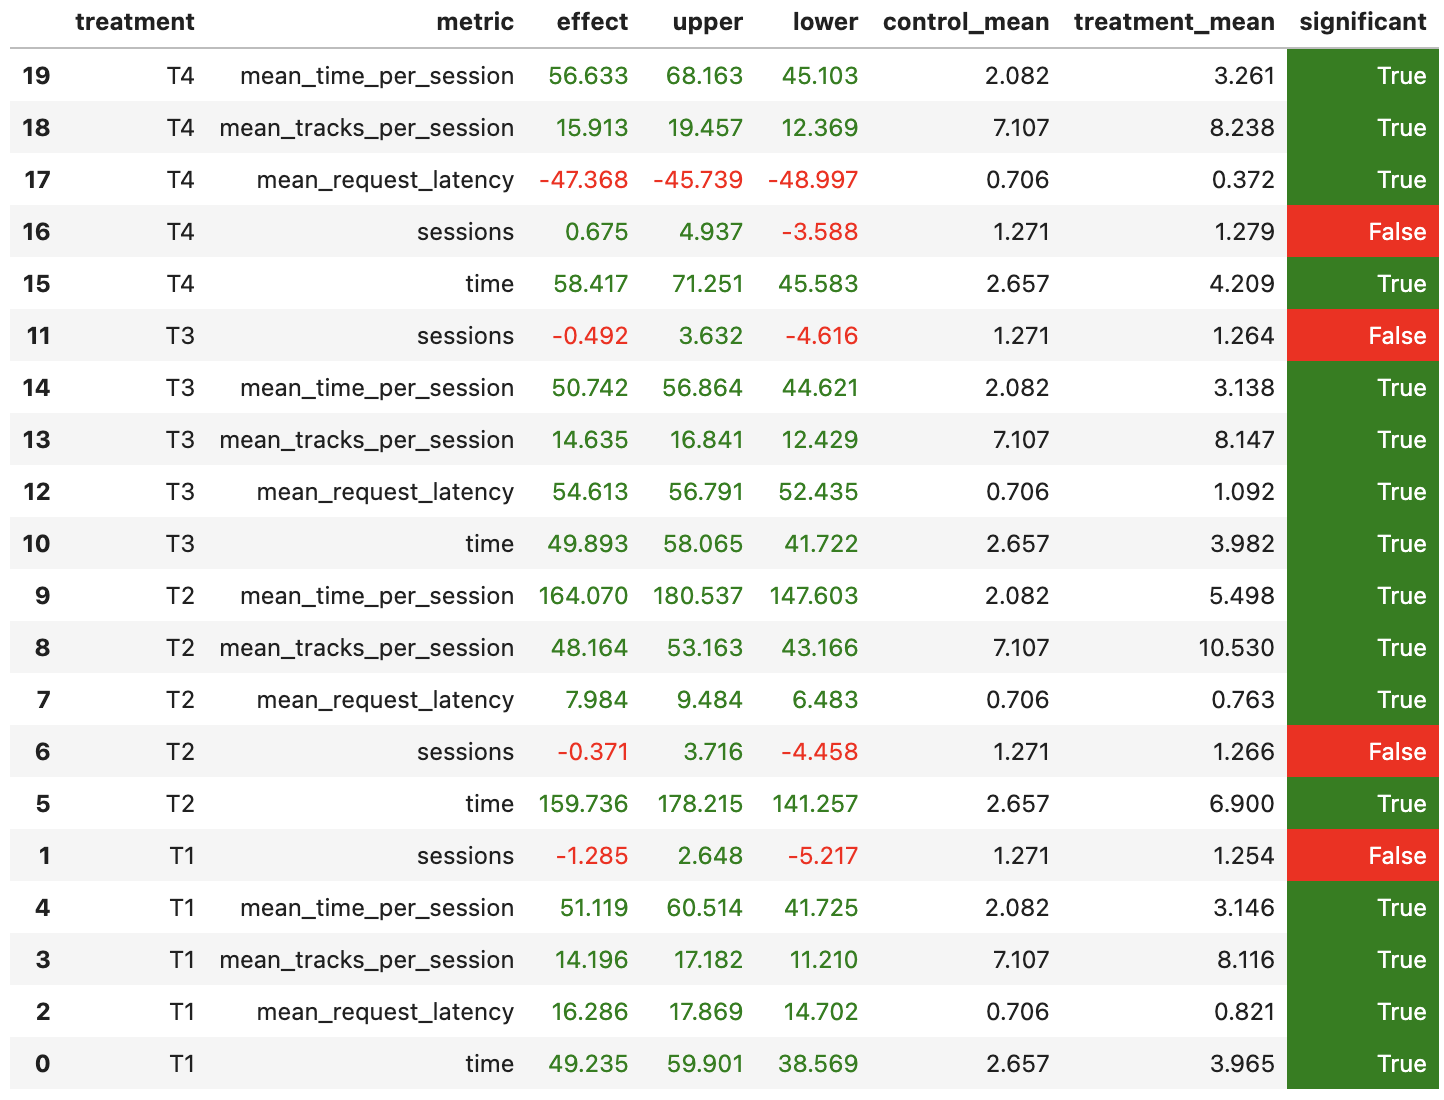 treatment metric effect upper lower control_mean treatment_mean significant
19 T4 mean_time_per_session 56.633 68.163 45.103 2.082 3.261 True
18 T4 mean_tracks_per_session 15.913 19.457 12.369 7.107 8.238 True
17 T4 mean_request_latency -47.368 -45.739 -48.997 0.706 0.372 True
16 T4 sessions 0.675 4.937 -3.588 1.271 1.279 False
15 T4 time 58.417 71.251 45.583 2.657 4.209 True
11 T3 sessions -0.492 3.632 -4.616 1.271 1.264 False
14 T3 mean_time_per_session 50.742 56.864 44.621 2.082 3.138 True
13 T3 mean_tracks_per_session 14.635 16.841 12.429 7.107 8.147 True
12 T3 mean_request_latency 54.613 56.791 52.435 0.706 1.092 True
10 T3 time 49.893 58.065 41.722 2.657 3.982 True
9 T2 mean_time_per_session 164.070 180.537 147.603 2.082 5.498 True
8 T2 mean_tracks_per_session 48.164 53.163 43.166 7.107 10.530 True
7 T2 mean_request_latency 7.984 9.484 6.483 0.706 0.763 True
6 T2 sessions -0.371 3.716 -4.458 1.271 1.266 False
5 T2 time 159.736 178.215 141.257 2.657 6.900 True
1 T1 sessions -1.285 2.648 -5.217 1.271 1.254 False
4 T1 mean_time_per_session 51.119 60.514 41.725 2.082 3.146 True
3 T1 mean_tracks_per_session 14.196 17.182 11.210 7.107 8.116 True
2 T1 mean_request_latency 16.286 17.869 14.702 0.706 0.821 True
0 T1 time 49.235 59.901 38.569 2.657 3.965 True